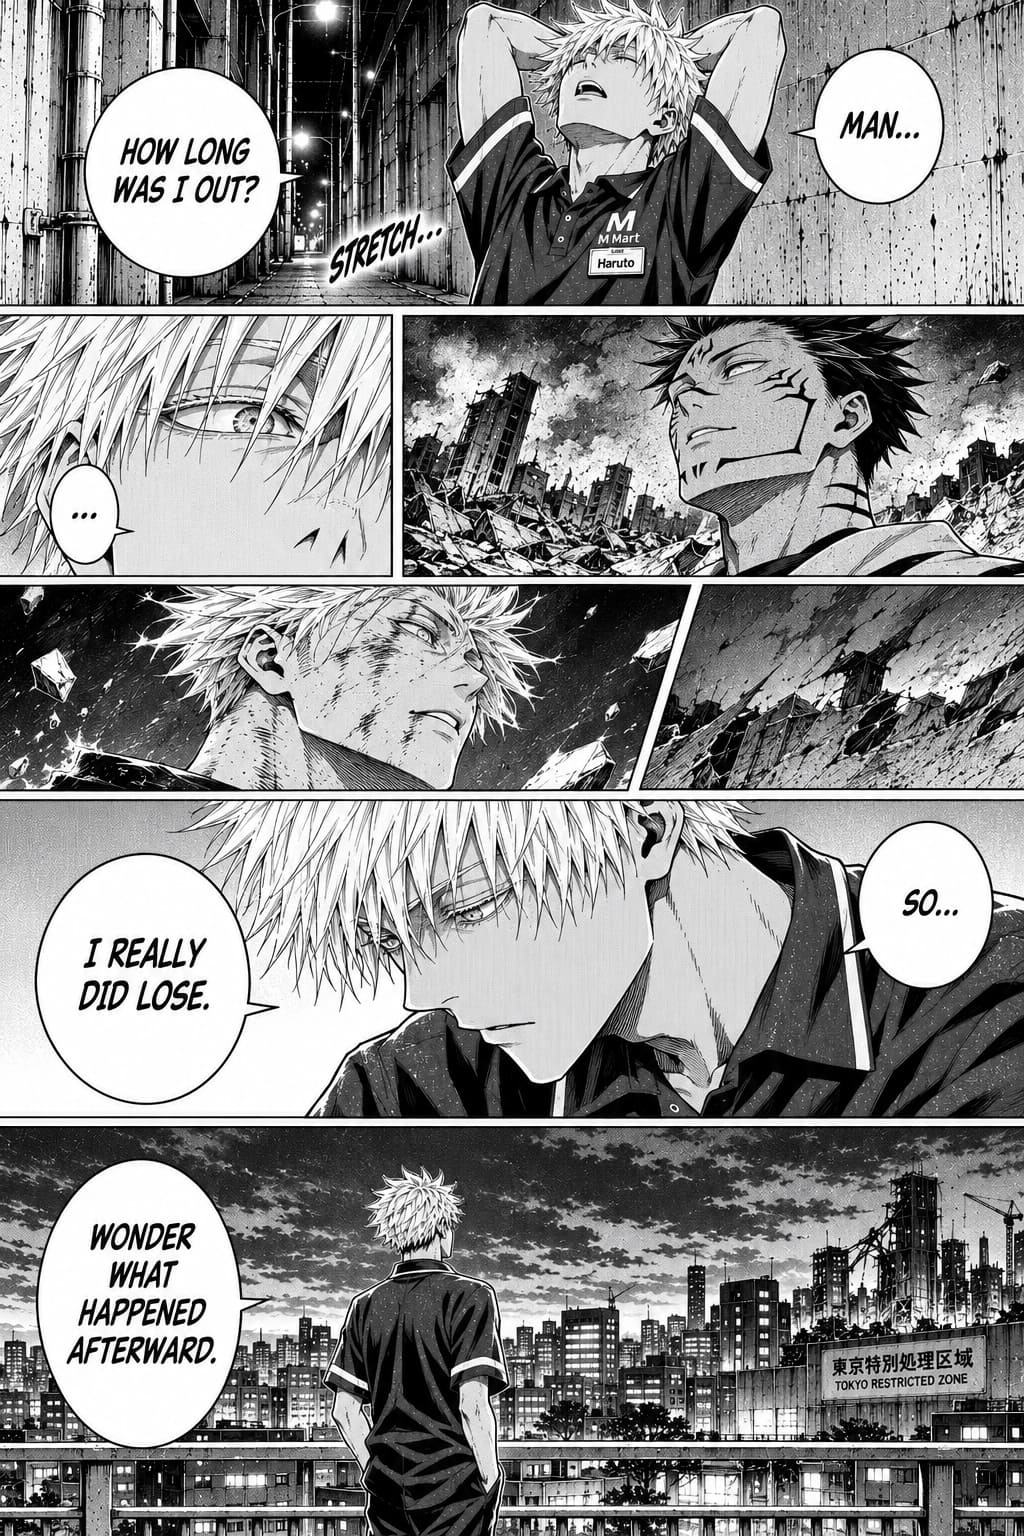 MAN...
HOW LONG
WAS I OUT?
STRETCH...
M
M Mart
Haruto
...
SO...
I REALLY
DID LOSE.
WONDER
WHAT
HAPPENED
AFTERWARD.
東京特別処理区域
TOKYO RESTRICTED ZONE